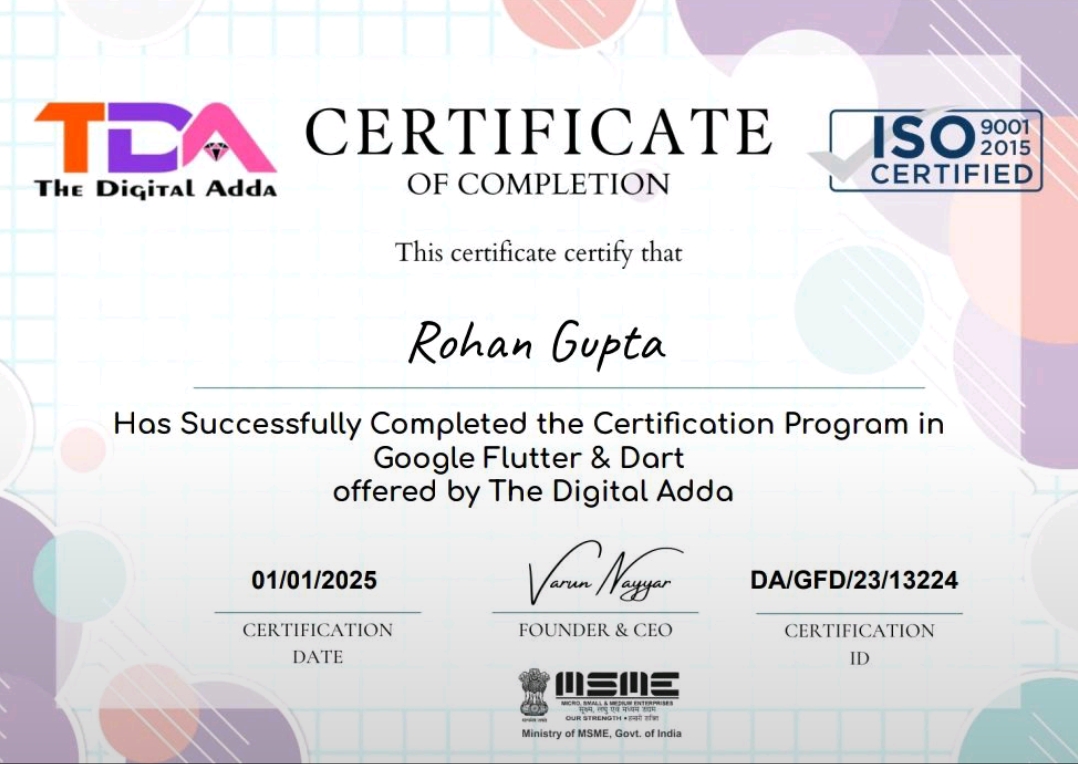 TDA
The Digital Adda
CERTIFICATE
OF COMPLETION
ISO 9001
2015
CERTIFIED
This certificate certify that
Rohan Gupta
Has Successfully Completed the Certification Program in
Google Flutter & Dart
offered by The Digital Adda
01/01/2025
CERTIFICATION
DATE
Varun Nayyar
FOUNDER & CEO
DA/GFD/23/13224
CERTIFICATION
ID
सत्यमेव जयते
MSME
MICRO, SMALL & MEDIUM ENTERPRISES
सूक्ष्म, लघु एवं मध्यम उद्यम
OUR STRENGTH • हमारी शक्ति
Ministry of MSME, Govt. of India